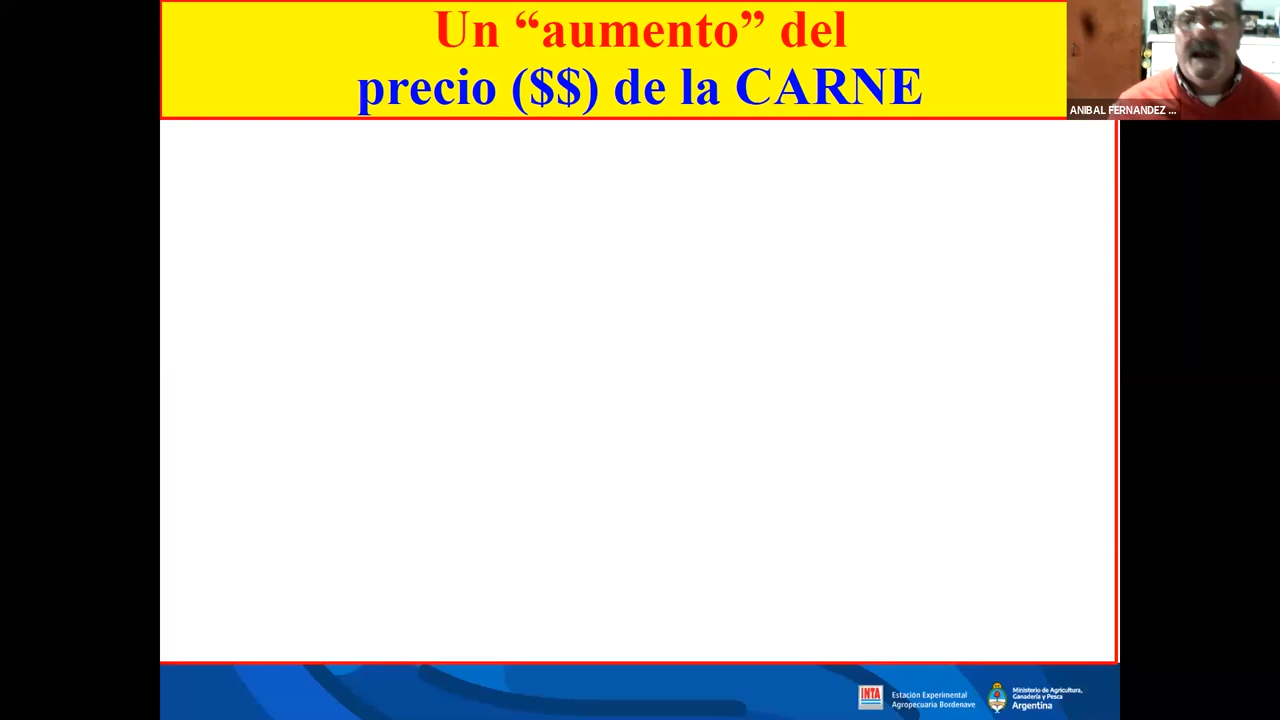 Un “aumento” del
precio ($$) de la CARNE
ANIBAL FERNANDEZ ...
INTA
Estación Experimental
Agropecuaria Bordenave
Ministerio de Agricultura,
Ganadería y Pesca
Argentina